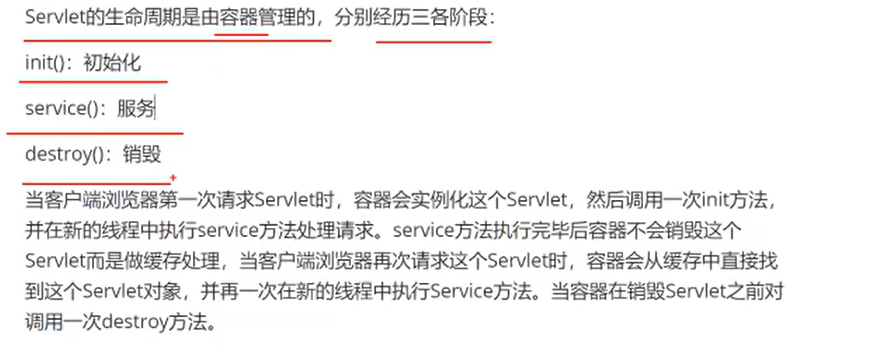 Servlet的生命周期是由容器管理的，分别经历三各阶段：
init()：初始化
service()：服务
destroy()：销毁
当客户端浏览器第一次请求Servlet时，容器会实例化这个Servlet，然后调用一次init方法，
并在新的线程中执行service方法处理请求。service方法执行完毕后容器不会销毁这个
Servlet而是做缓存处理，当客户端浏览器再次请求这个Servlet时，容器会从缓存中直接找
到这个Servlet对象，并再一次在新的线程中执行Service方法。当容器在销毁Servlet之前对
调用一次destroy方法。